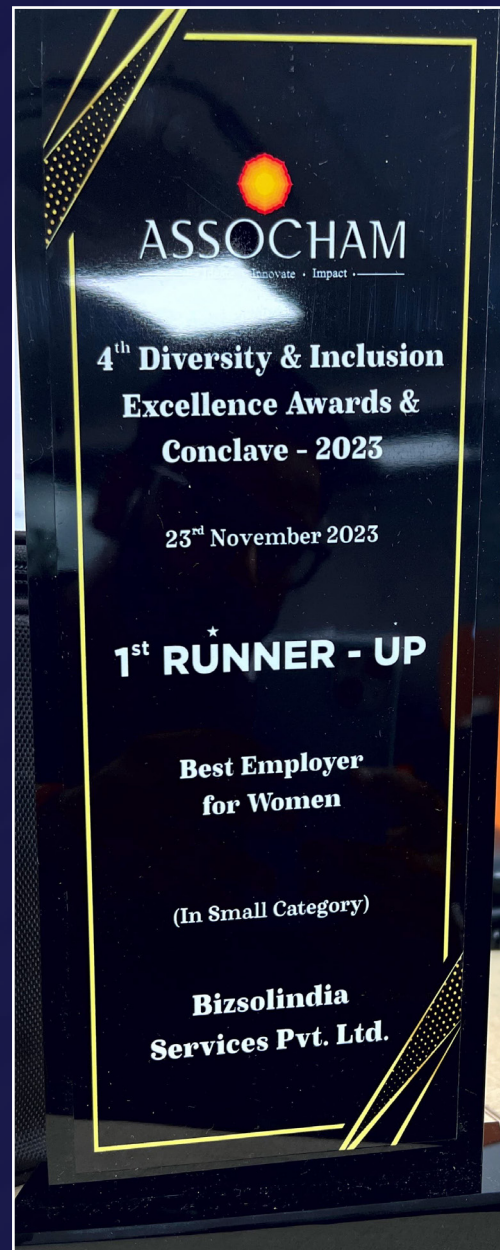 ASSOCHAM
Innovate · Impact ·
4th Diversity & Inclusion
Excellence Awards &
Conclave - 2023
23rd November 2023
1st RUNNER - UP
Best Employer
for Women
(In Small Category)
Bizsolindia
Services Pvt. Ltd.